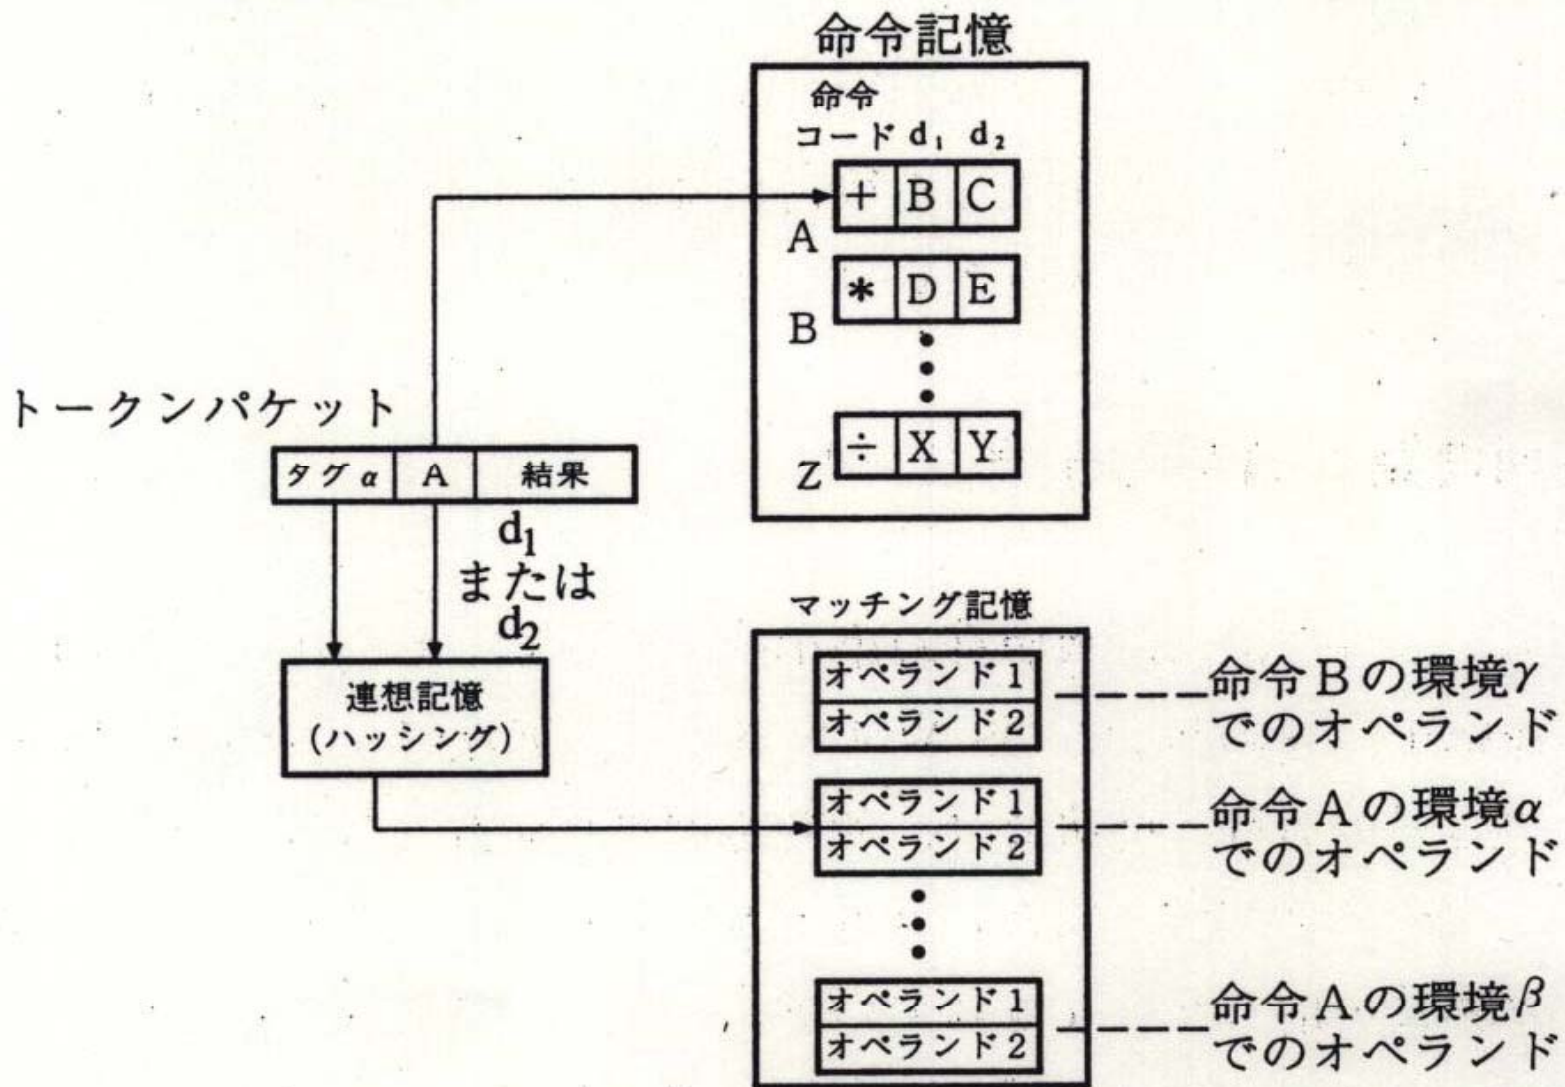 命令記憶
命令
コード d₁ d₂
+ B C
A
* D E
B
÷ X Y
Z
トークンパケット
タグα A 結果
d₁
または
d₂
連想記憶
(ハッシング)
マッチング記憶
オペランド1
オペランド2
命令Bの環境γ
でのオペランド
オペランド1
オペランド2
命令Aの環境α
でのオペランド
オペランド1
オペランド2
命令Aの環境β
でのオペランド